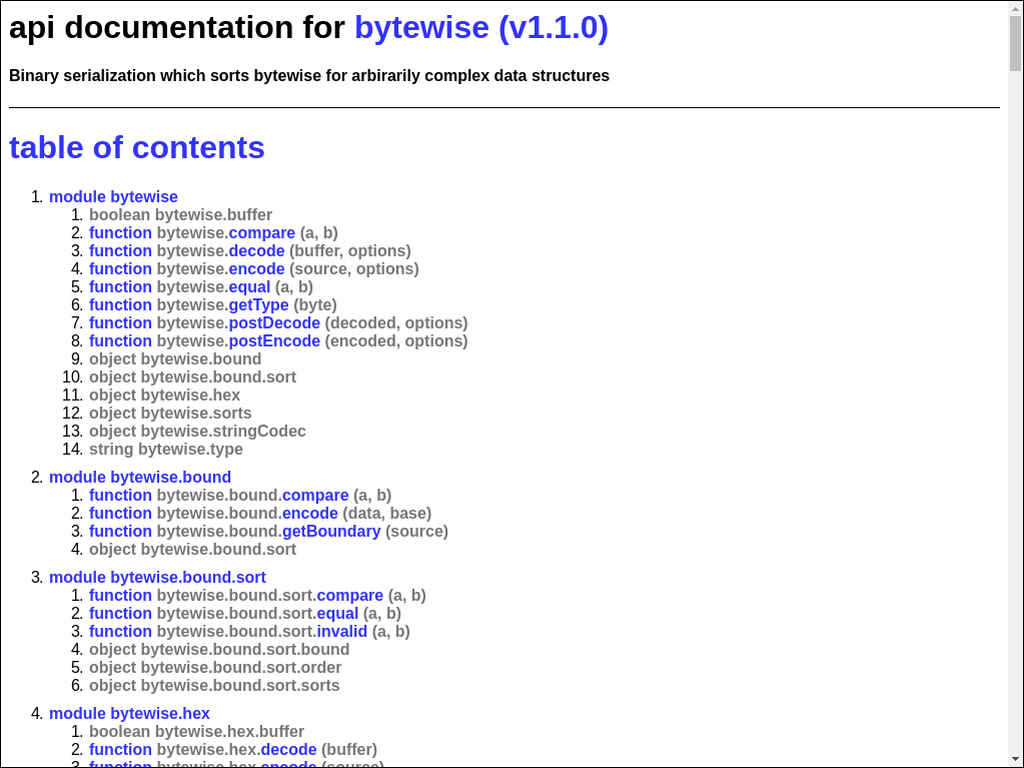 api documentation for bytewise (v1.1.0)
Binary serialization which sorts bytewise for arbirarily complex data structures
table of contents
1. module bytewise
1. boolean bytewise.buffer
2. function bytewise.compare (a, b)
3. function bytewise.decode (buffer, options)
4. function bytewise.encode (source, options)
5. function bytewise.equal (a, b)
6. function bytewise.getType (byte)
7. function bytewise.postDecode (decoded, options)
8. function bytewise.postEncode (encoded, options)
9. object bytewise.bound
10. object bytewise.bound.sort
11. object bytewise.hex
12. object bytewise.sorts
13. object bytewise.stringCodec
14. string bytewise.type
2. module bytewise.bound
1. function bytewise.bound.compare (a, b)
2. function bytewise.bound.encode (data, base)
3. function bytewise.bound.getBoundary (source)
4. object bytewise.bound.sort
3. module bytewise.bound.sort
1. function bytewise.bound.sort.compare (a, b)
2. function bytewise.bound.sort.equal (a, b)
3. function bytewise.bound.sort.invalid (a, b)
4. object bytewise.bound.sort.bound
5. object bytewise.bound.sort.order
6. object bytewise.bound.sort.sorts
4. module bytewise.hex
1. boolean bytewise.hex.buffer
2. function bytewise.hex.decode (buffer)
3. function bytewise.hex.encode (source)